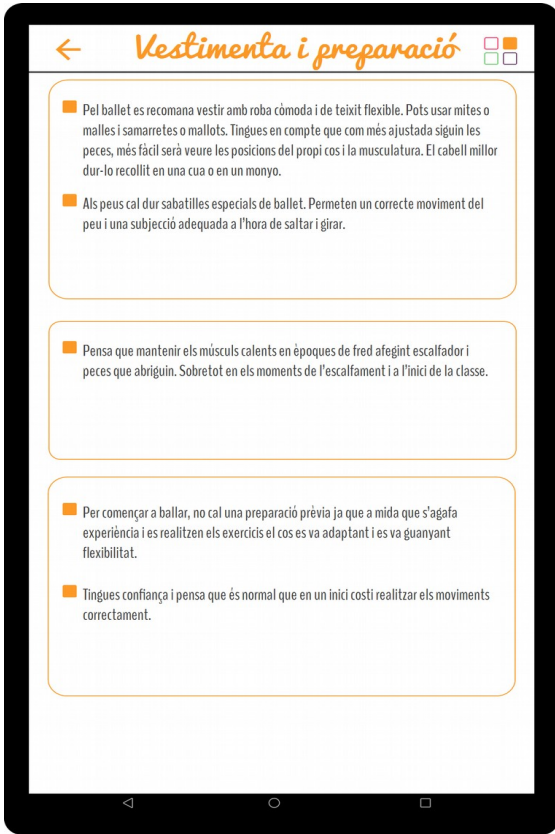 Vestimenta i preparació
Pel ballet es recomana vestir amb roba còmoda i de teixit flexible. Pots usar mites o
malles i samarretes o mallots. Tingues en compte que com més ajustada siguin les
peces, més fàcil serà veure les posicions del propi cos i la musculatura. El cabell millor
dur-lo recollit en una cua o en un monyo.
Als peus cal dur sabatilles especials de ballet. Permeten un correcte moviment del
peu i una subjecció adequada a l'hora de saltar i girar.
Pensa que mantenir els músculs calents en èpoques de fred afegint escalfador i
peces que abriguin. Sobretot en els moments de l'escalfament i a l'inici de la classe.
Per començar a ballar, no cal una preparació prèvia ja que a mida que s'agafa
experiència i es realitzen els exercicis el cos es va adaptant i es va guanyant
flexibilitat.
Tingues confiança i pensa que és normal que en un inici costi realitzar els moviments
correctament.